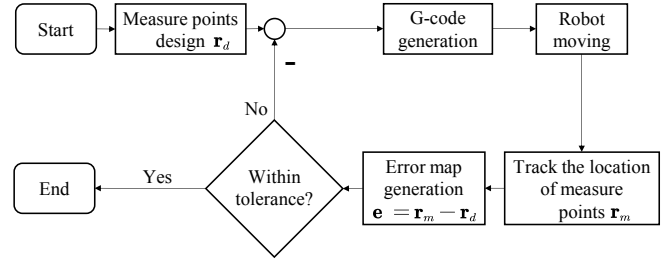 Start
Measure points
design r_d
G-code
generation
Robot
moving
-
No
End
Yes
Within
tolerance?
Error map
generation
e = r_m − r_d
Track the location
of measure
points r_m